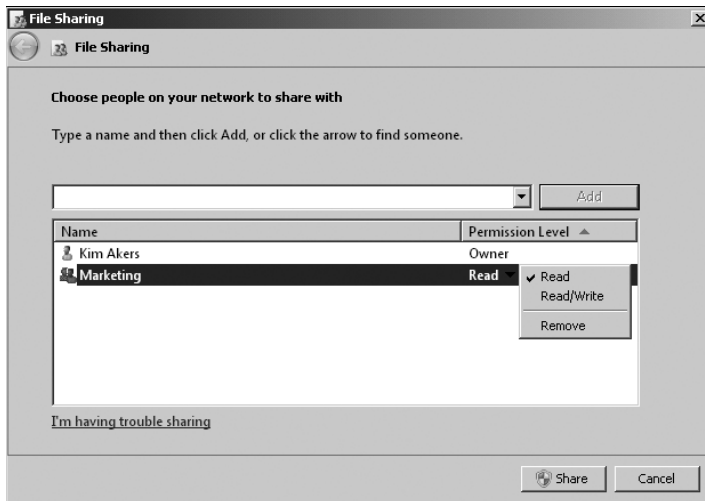 File Sharing
File Sharing
Choose people on your network to share with
Type a name and then click Add, or click the arrow to find someone.
Add
Name Permission Level
Kim Akers Owner
Marketing Read
Read
Read/Write
Remove
I'm having trouble sharing
Share Cancel